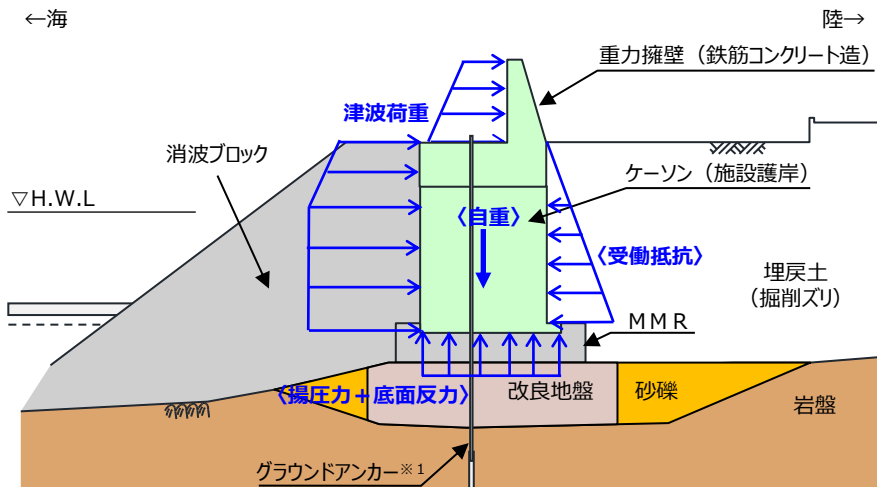 ←海
陸→
重力擁壁（鉄筋コンクリート造）
津波荷重
消波ブロック
ケーソン（施設護岸）
▽H.W.L
〈自重〉
〈受働抵抗〉
埋戻土
（掘削ズリ）
MMR
〈揚圧力＋底面反力〉
改良地盤
砂礫
岩盤
グラウンドアンカー※1